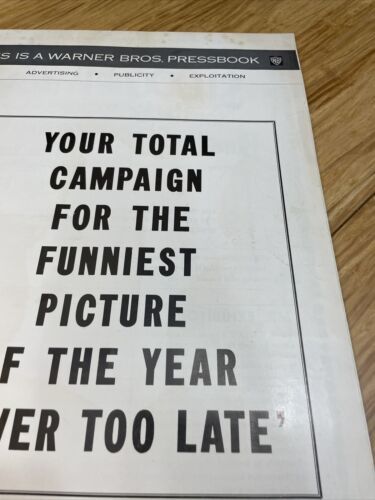 S IS A WARNER BROS. PRESSBOOK
ADVERTISING • PUBLICITY • EXPLOITATION
YOUR TOTAL
CAMPAIGN
FOR THE
FUNNIEST
PICTURE
F THE YEAR
VER TOO LATE'